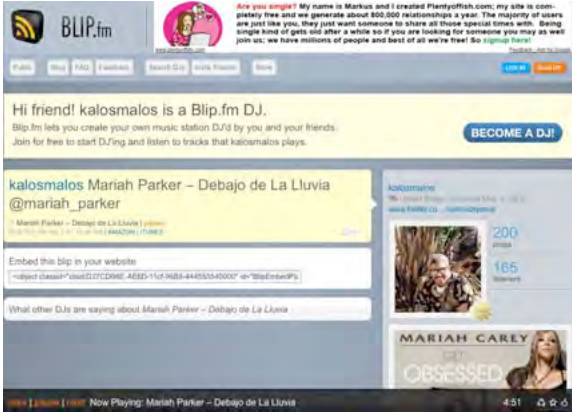 BLIP.fm
Are you single? My name is Markus and I created Plentyoffish.com; my site is com-
pletely free and we generate about 800,000 relationships a year. The majority of users
are just like you, they just want someone to share all those special times with. Being
single kind of gets old after a while so if you are looking for someone you may as well
join us; we have millions of people and best of all we're free! So signup here!
www.plentyoffish.com
Public Blog FAQ Feedback Search DJs Invite friends Store
LOG IN SIGN UP
Hi friend! kalosmalos is a Blip.fm DJ.
Blip.fm lets you create your own music station DJ'd by you and your friends.
Join for free to start DJ'ing and listen to tracks that kalosmalos plays.
BECOME A DJ!
kalosmalos Mariah Parker – Debajo de La Lluvia
@mariah_parker
Mariah Parker – Debajo de La Lluvia |
AMAZON | ITUNES
Embed this blip in your website
What other DJs are saying about Mariah Parker – Debajo de La Lluvia
kalosmalos
200
props
165
listeners
MARIAH CAREY
GET
OBSESSED
Now Playing: Mariah Parker – Debajo de La Lluvia
4:51